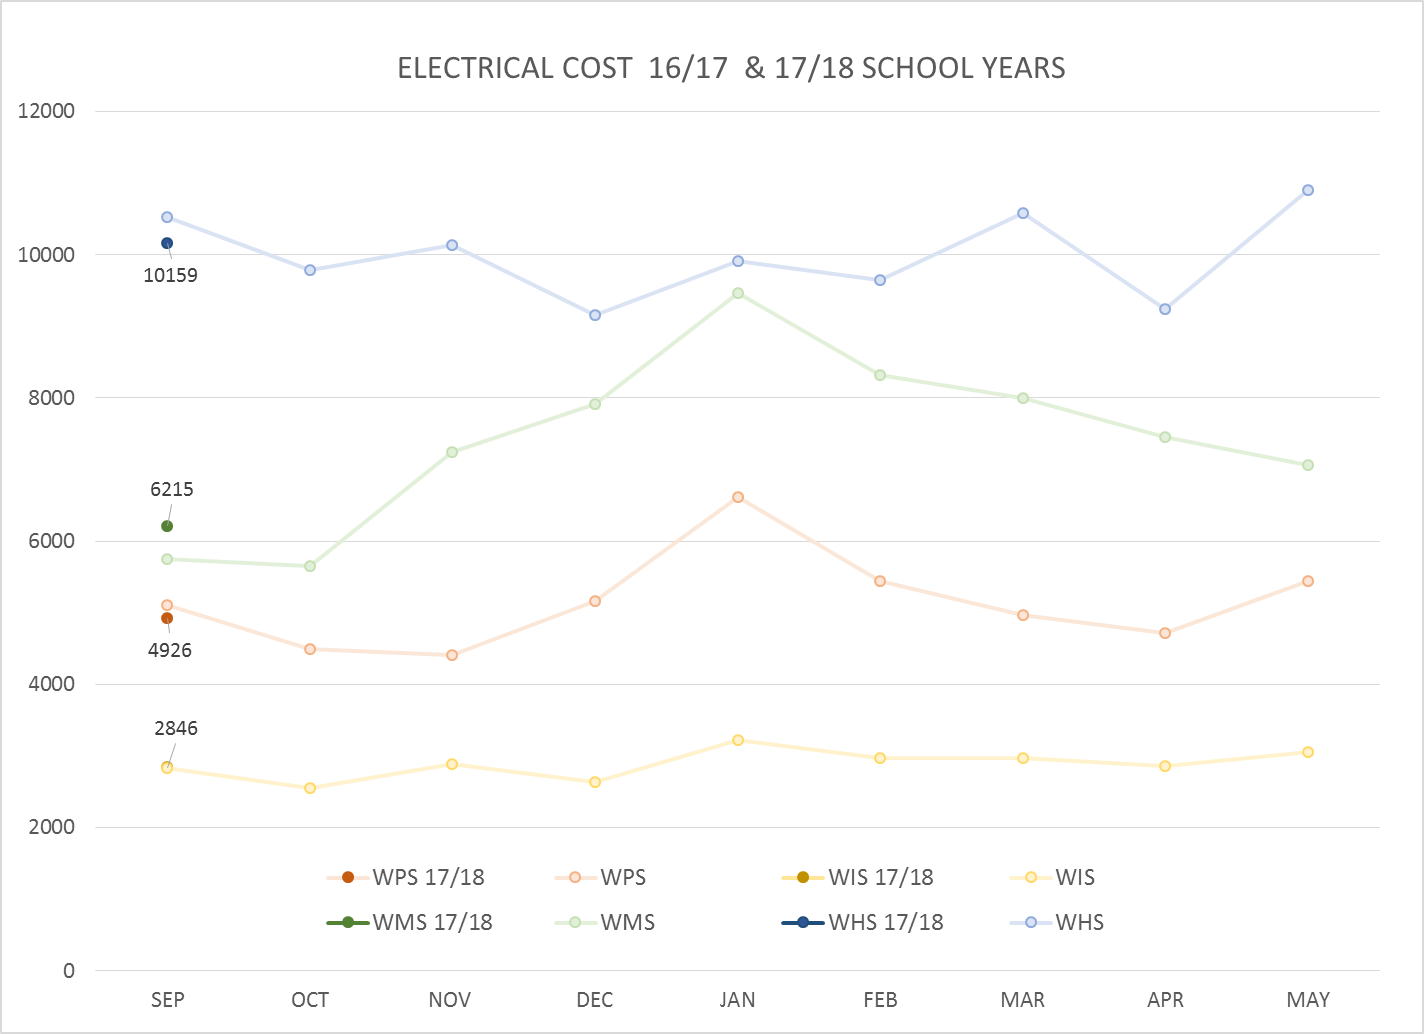 ELECTRICAL COST  16/17  & 17/18 SCHOOL YEARS
12000
10000
10159
8000
6215
6000
4926
4000
2846
2000
WPS 17/18 WPS WIS 17/18 WIS
WMS 17/18 WMS WHS 17/18 WHS
0
SEP OCT NOV DEC JAN FEB MAR APR MAY